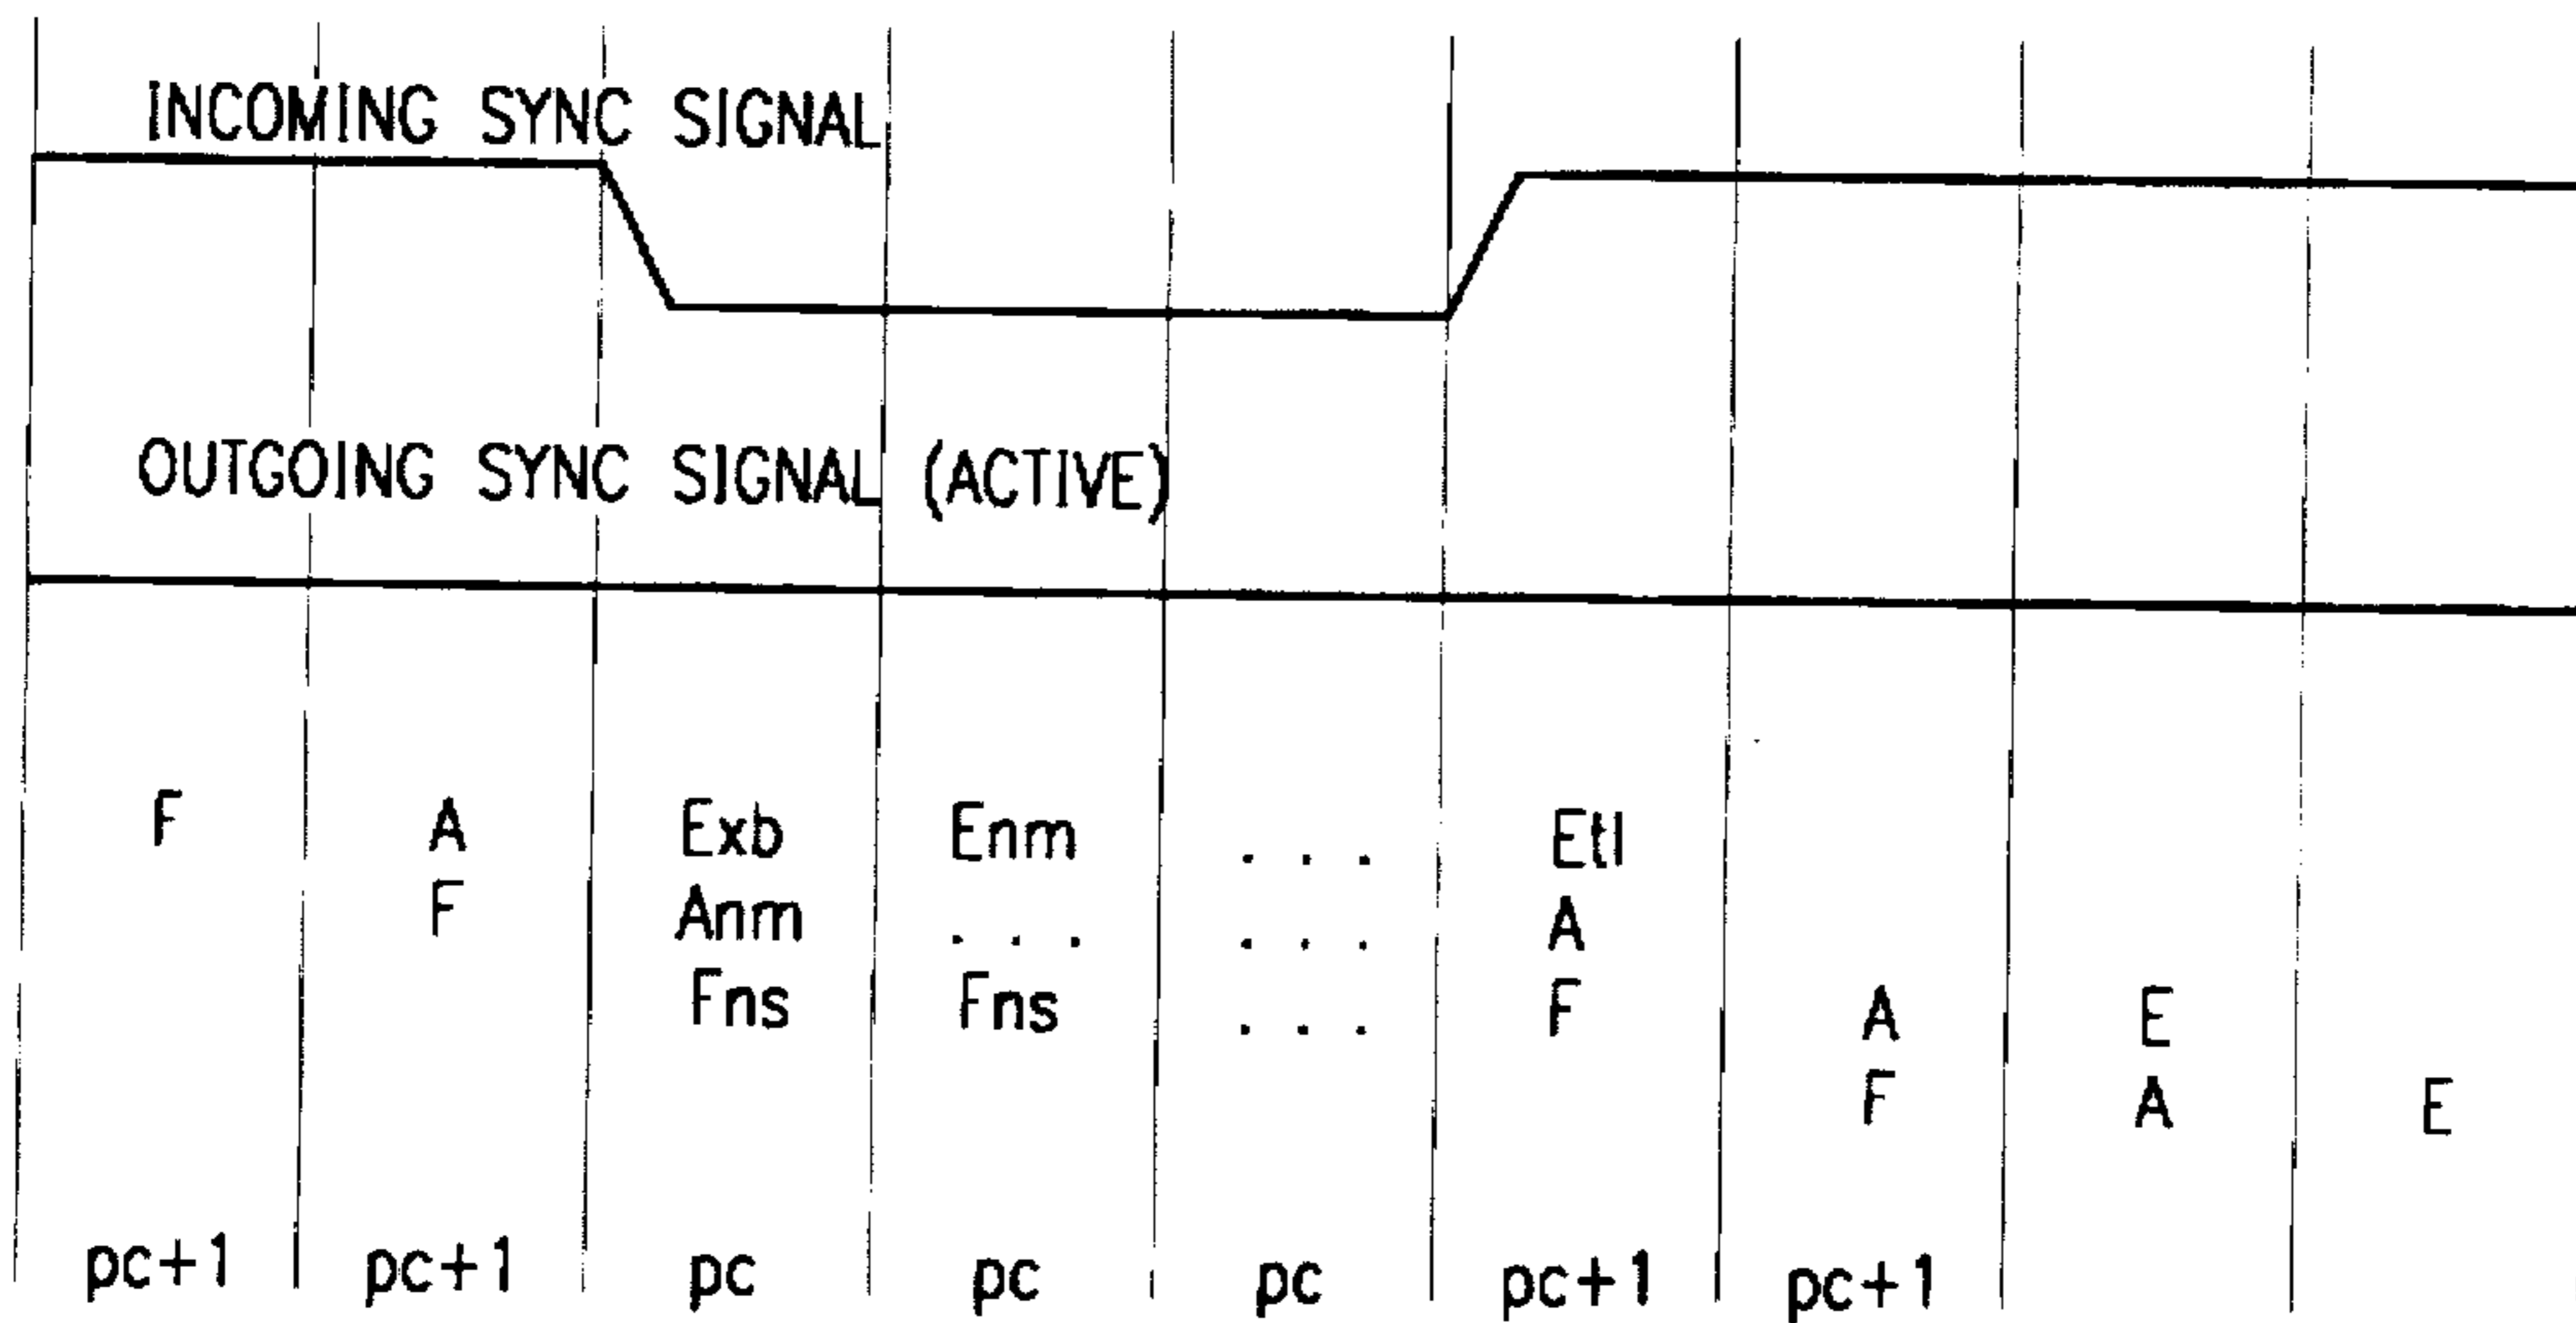 INCOMING SYNC SIGNAL
OUTGOING SYNC SIGNAL (ACTIVE)
F A Exb Enm . . . Etl
F Anm . . . . . . A
Fns Fns . . . F A E
F A E
pc+1 pc+1 pc pc pc pc+1 pc+1